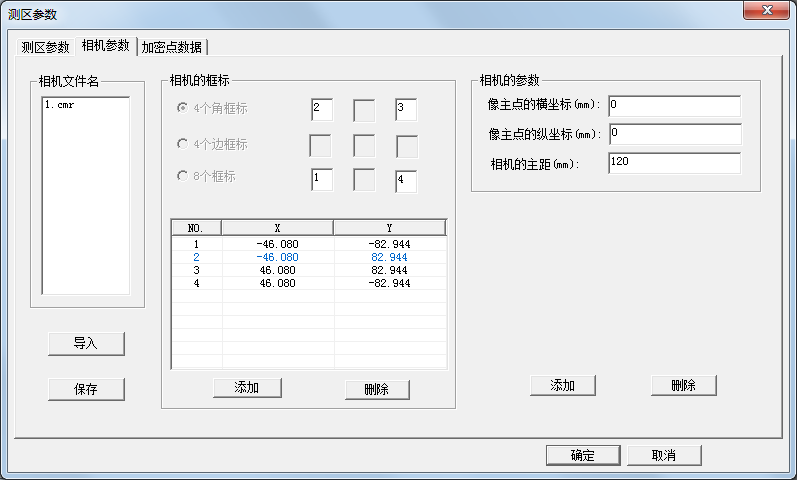 测区参数
测区参数 相机参数 加密点数据
相机文件名
1.cmr
导入
保存
相机的框标
4个角框标 2 3
4个边框标
8个框标 1 4
NO. X Y
1 -46.080 -82.944
2 -46.080 82.944
3 46.080 82.944
4 46.080 -82.944
添加 删除
相机的参数
像主点的横坐标(mm): 0
像主点的纵坐标(mm): 0
相机的主距(mm): 120
添加 删除
确定 取消